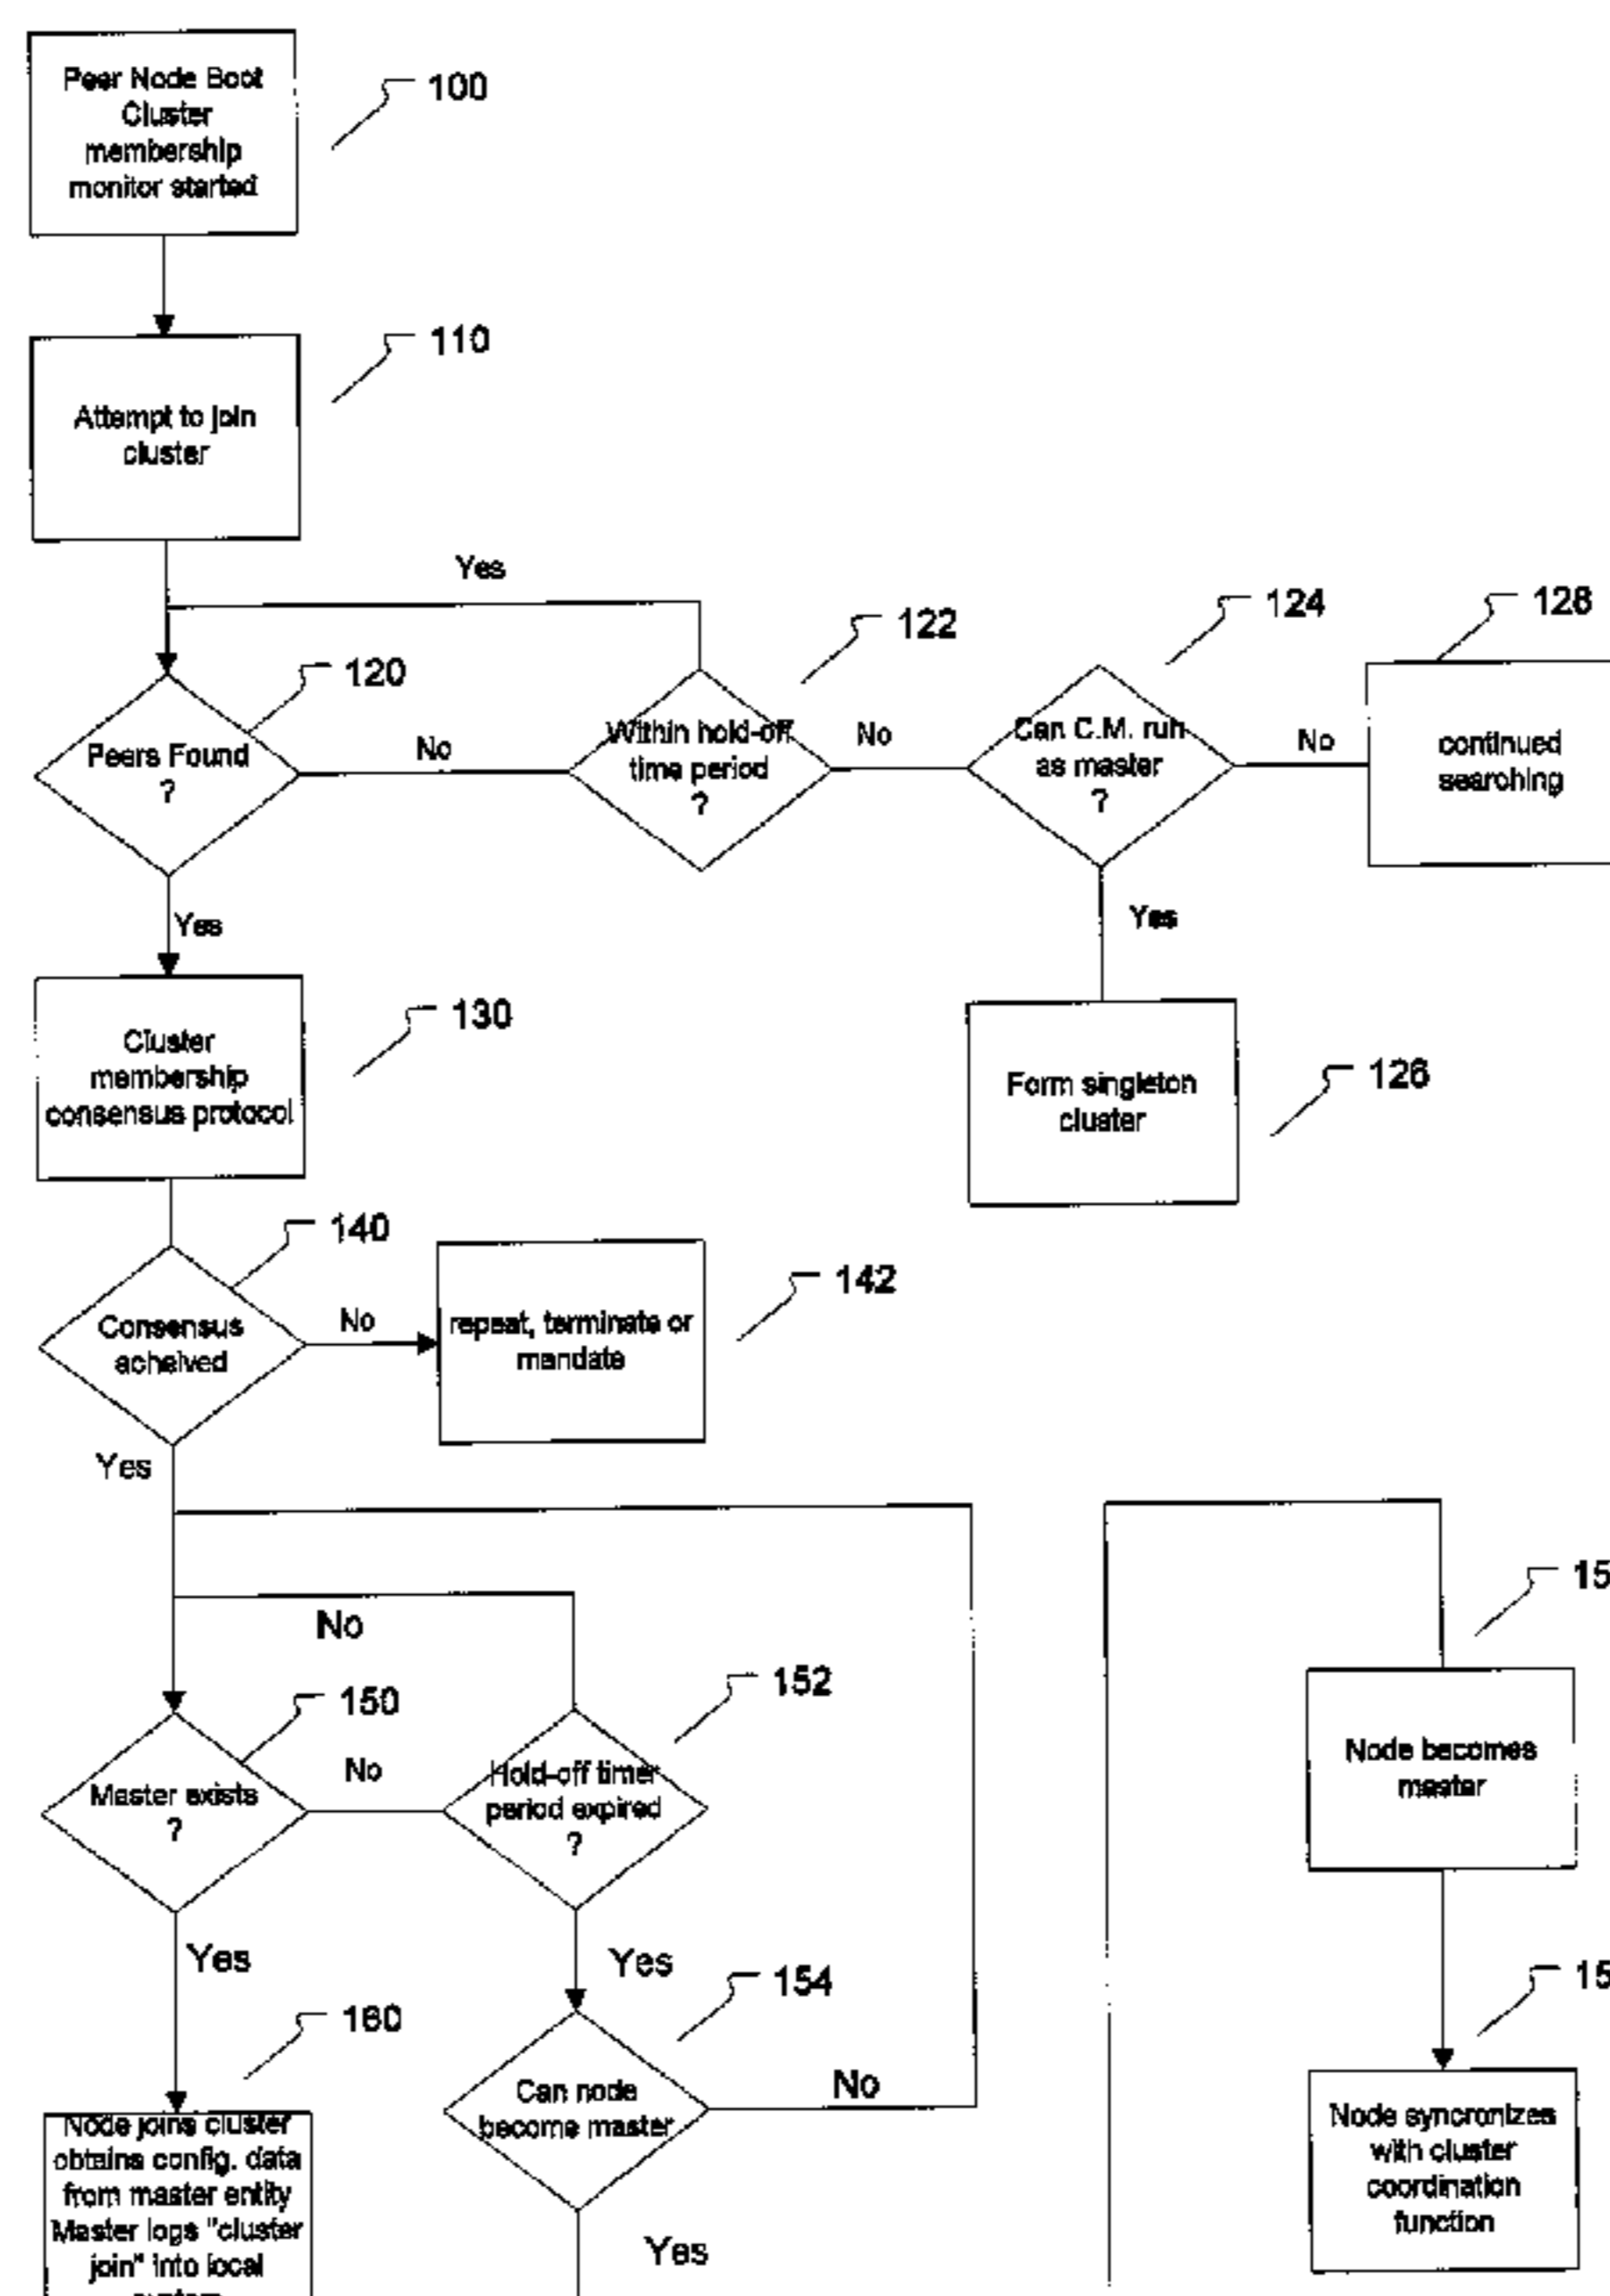 Peer Node Boot
Cluster
membership
monitor started
100
Attempt to join
cluster
110
Yes
Peers Found
?
120
No
Within hold-off
time period
?
122
No
Can C.M. run
as master
?
124
No
continued
searching
128
Yes
Yes
Form singleton
cluster
126
Cluster
membership
consensus protocol
130
Consensus
acheived
140
No
repeat, terminate or
mandate
142
Yes
No
Master exists
?
150
No
Hold-off timer
period expired
?
152
Node becomes
master
15
Yes
Yes
Can node
become master
154
No
Yes
Node syncronizes
with cluster
coordination
function
15
160
Node joins cluster
obtains config. data
from master entity
Master logs "cluster
join" into local